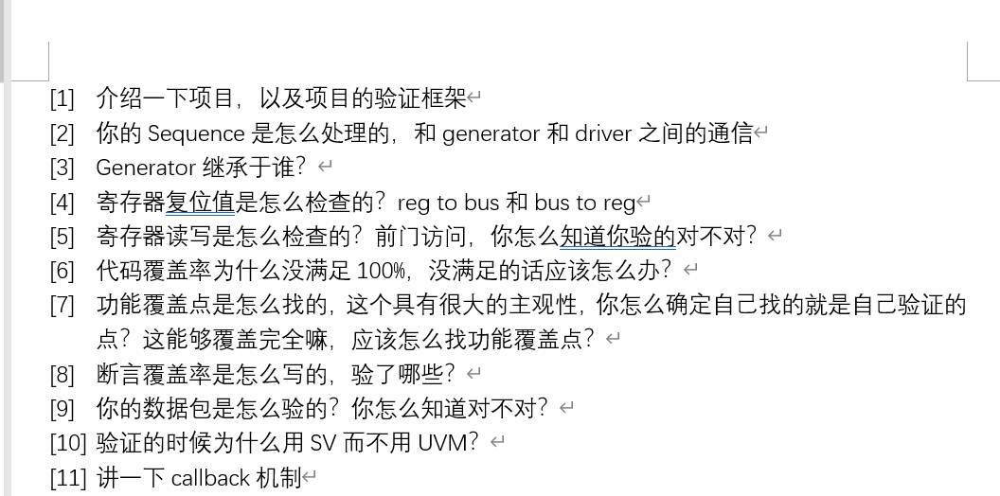 [1] 介绍一下项目，以及项目的验证框架
[2] 你的 Sequence 是怎么处理的，和 generator 和 driver 之间的通信
[3] Generator 继承于谁？
[4] 寄存器复位值是怎么检查的？reg to bus 和 bus to reg
[5] 寄存器读写是怎么检查的？前门访问，你怎么知道你验的对不对？
[6] 代码覆盖率为什么没满足 100%，没满足的话应该怎么办？
[7] 功能覆盖点是怎么找的，这个具有很大的主观性，你怎么确定自己找的就是自己验证的
点？这能够覆盖完全嘛，应该怎么找功能覆盖点？
[8] 断言覆盖率是怎么写的，验了哪些？
[9] 你的数据包是怎么验的？你怎么知道对不对？
[10] 验证的时候为什么用 SV 而不用 UVM？
[11] 讲一下 callback 机制